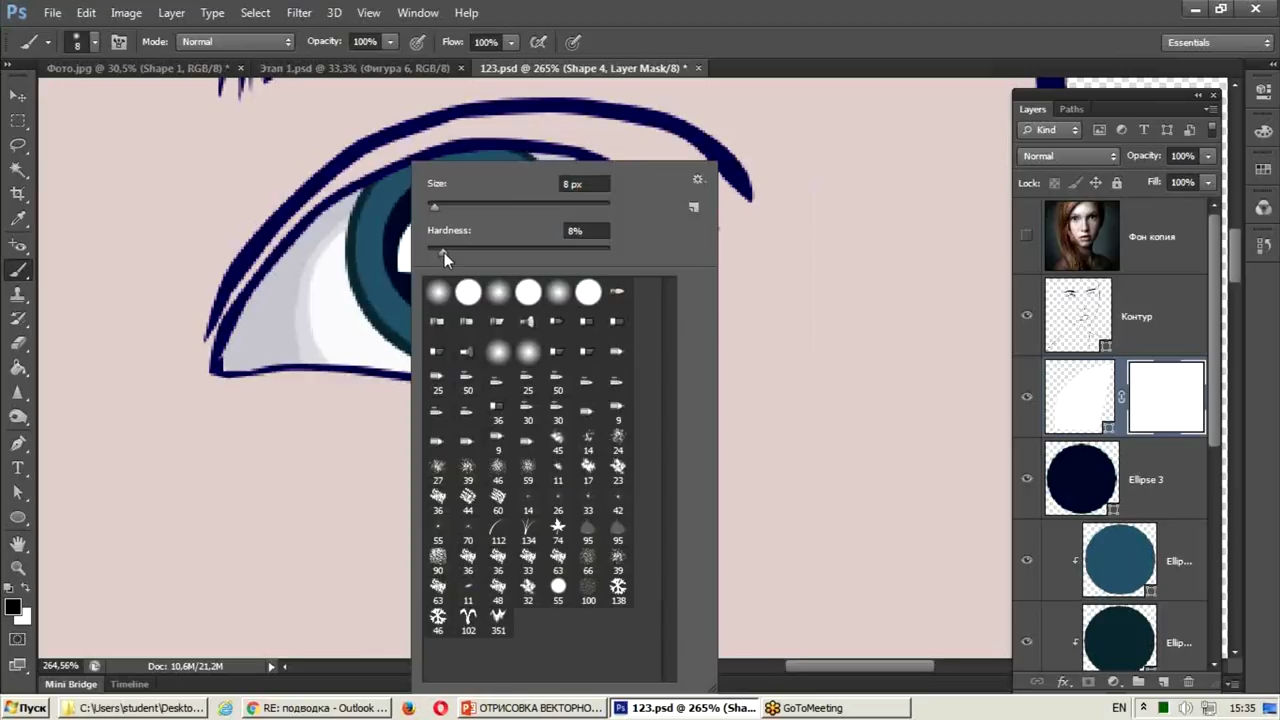 Ps File Edit Image Layer Type Select Filter 3D View Window Help
8 Mode: Normal Opacity: 100% Flow: 100% Essentials
Фото.jpg @ 30,5% (Shape 1, RGB/8) * × Этап 1.psd @ 33,3% (Фигура 6, RGB/8) × 123.psd @ 265% (Shape 4, Layer Mask/8) * ×
Layers Paths
Kind
Normal Opacity: 100%
Lock: Fill: 100%
Фон копия
Контур
Ellipse 3
Ellip...
Ellip...
Size: 8 px
Hardness: 8%
25 50 25 50
36 30 30 9
9 45 14 24
27 39 46 59 11 17 23
36 44 60 14 26 33 42
55 70 112 134 74 95 95
90 36 36 33 63 66 39
63 11 48 32 55 100 138
46 102 351
264,56% Doc: 10,6M/21,2M
Mini Bridge Timeline
Пуск C:\Users\student\Deskto... RE: подводка - Outlook ... ОТРИСОВКА ВЕКТОРНО... Ps 123.psd @ 265% (Sha... GoToMeeting EN 15:35